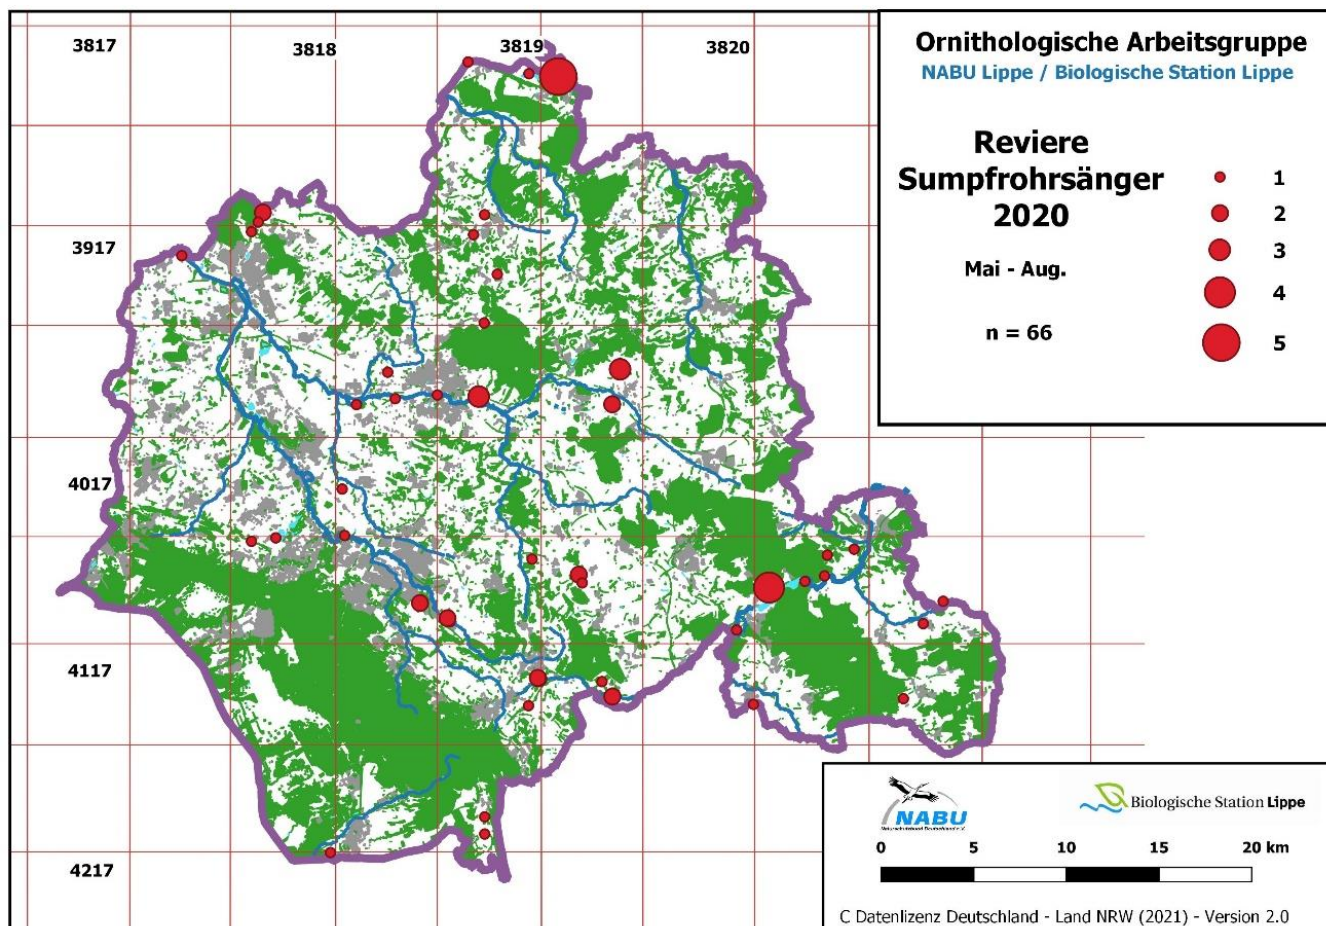 3817
3818
3819
3820
3917
4017
4117
4217
Ornithologische Arbeitsgruppe
NABU Lippe / Biologische Station Lippe
Reviere
Sumpfrohrsänger
2020
Mai - Aug.
n = 66
1
2
3
4
5
NABU
Biologische Station Lippe
0 5 10 15 20 km
C Datenlizenz Deutschland - Land NRW (2021) - Version 2.0